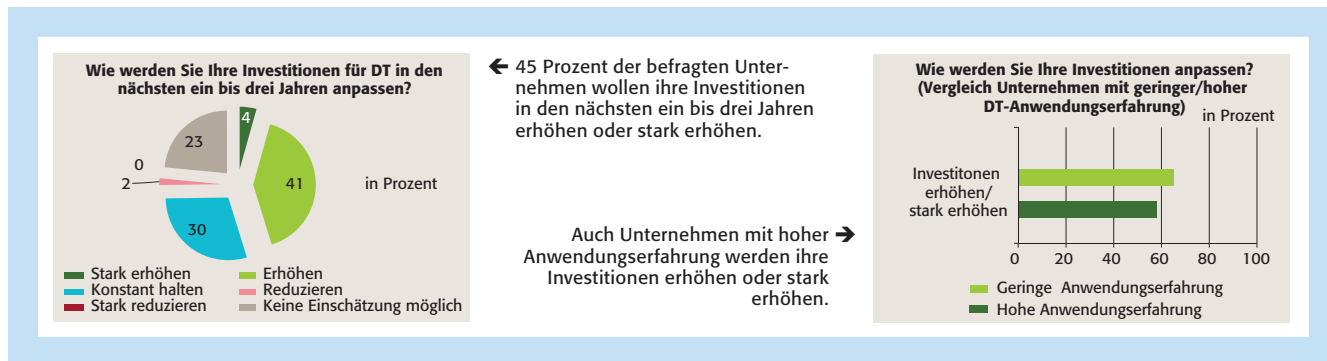 Wie werden Sie Ihre Investitionen für DT in den
nächsten ein bis drei Jahren anpassen?
4
23
0
2
41
in Prozent
30
Stark erhöhen
Erhöhen
Konstant halten
Reduzieren
Stark reduzieren
Keine Einschätzung möglich
← 45 Prozent der befragten Unter-
nehmen wollen ihre Investitionen
in den nächsten ein bis drei Jahren
erhöhen oder stark erhöhen.
Auch Unternehmen mit hoher →
Anwendungserfahrung werden ihre
Investitionen erhöhen oder stark
erhöhen.
Wie werden Sie Ihre Investitionen anpassen?
(Vergleich Unternehmen mit geringer/hoher
DT-Anwendungserfahrung)
in Prozent
Investitonen
erhöhen/
stark erhöhen
0 20 40 60 80 100
Geringe Anwendungserfahrung
Hohe Anwendungserfahrung